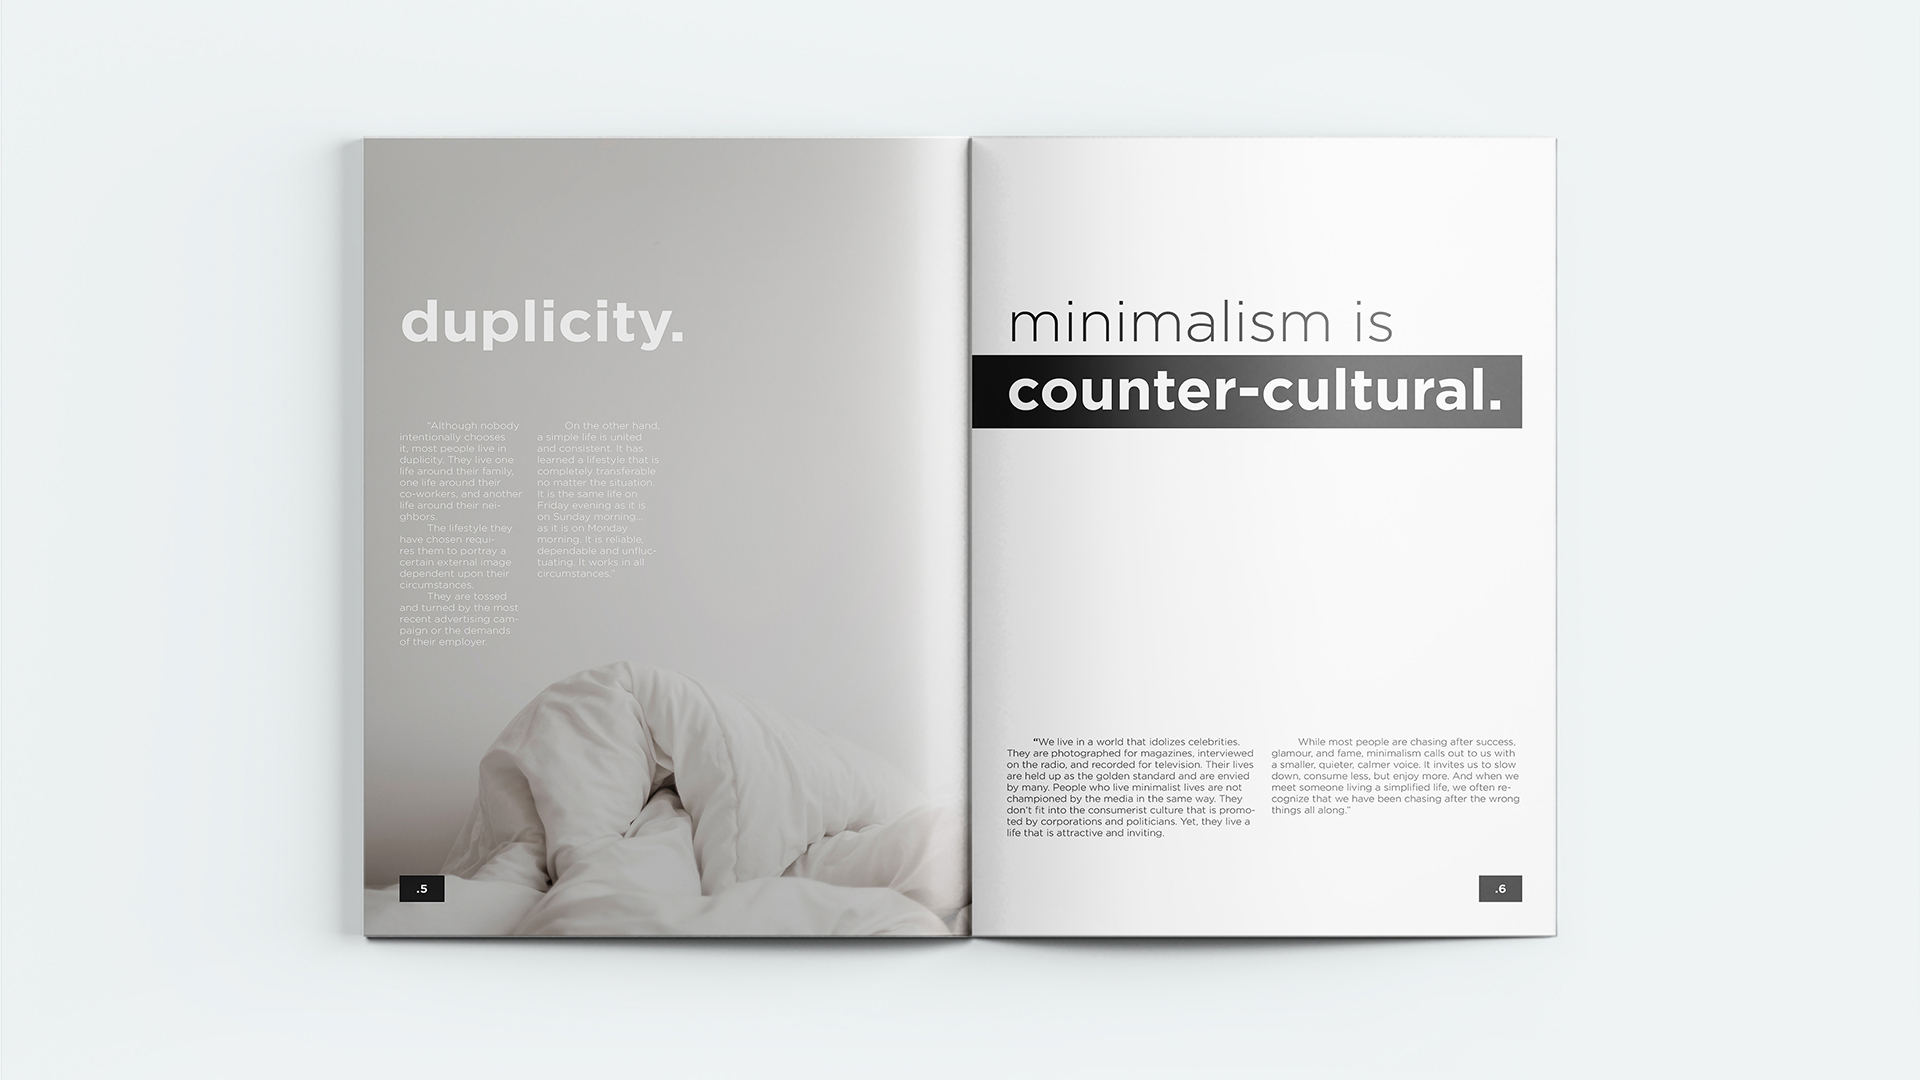 duplicity.
“Although nobody
intentionally chooses
it, most people live in
duplicity. They live one
life around their family,
one life around their
co-workers, and another
life around their nei-
ghbors.
The lifestyle they
have chosen requi-
res them to portray a
certain external image
dependent upon their
circumstances.
They are tossed
and turned by the most
recent advertising cam-
paign or the demands
of their employer.
On the other hand,
a simple life is united
and consistent. It has
learned a lifestyle that is
completely transferable
no matter the situation.
It is the same life on
Friday evening as it is
on Sunday morning…
as it is on Monday
morning. It is reliable,
dependable and unfluc-
tuating. It works in all
circumstances.”
.5
minimalism is
counter-cultural.
“We live in a world that idolizes celebrities.
They are photographed for magazines, interviewed
on the radio, and recorded for television. Their lives
are held up as the golden standard and are envied
by many. People who live minimalist lives are not
championed by the media in the same way. They
don’t fit into the consumerist culture that is promo-
ted by corporations and politicians. Yet, they live a
life that is attractive and inviting.
While most people are chasing after success,
glamour, and fame, minimalism calls out to us with
a smaller, quieter, calmer voice. It invites us to slow
down, consume less, but enjoy more. And when we
meet someone living a simplified life, we often re-
cognize that we have been chasing after the wrong
things all along.”
.6